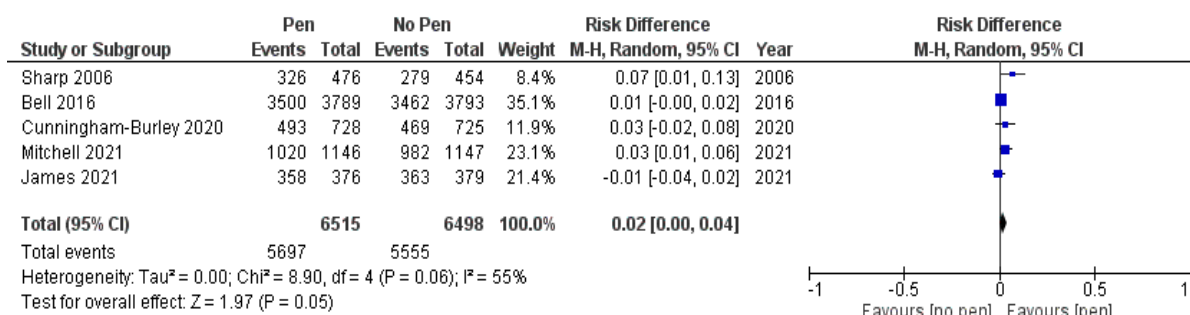 Pen No Pen Risk Difference Risk Difference
Study or Subgroup Events Total Events Total Weight M-H, Random, 95% CI Year M-H, Random, 95% CI
Sharp 2006 326 476 279 454 8.4% 0.07 [0.01, 0.13] 2006
Bell 2016 3500 3789 3462 3793 35.1% 0.01 [-0.00, 0.02] 2016
Cunningham-Burley 2020 493 728 469 725 11.9% 0.03 [-0.02, 0.08] 2020
Mitchell 2021 1020 1146 982 1147 23.1% 0.03 [0.01, 0.06] 2021
James 2021 358 376 363 379 21.4% -0.01 [-0.04, 0.02] 2021
Total (95% CI) 6515 6498 100.0% 0.02 [0.00, 0.04]
Total events 5697 5555
Heterogeneity: Tau² = 0.00; Chi² = 8.90, df = 4 (P = 0.06); I² = 55%
Test for overall effect: Z = 1.97 (P = 0.05)
-1 -0.5 0 0.5 1
Favours [no pen] Favours [pen]